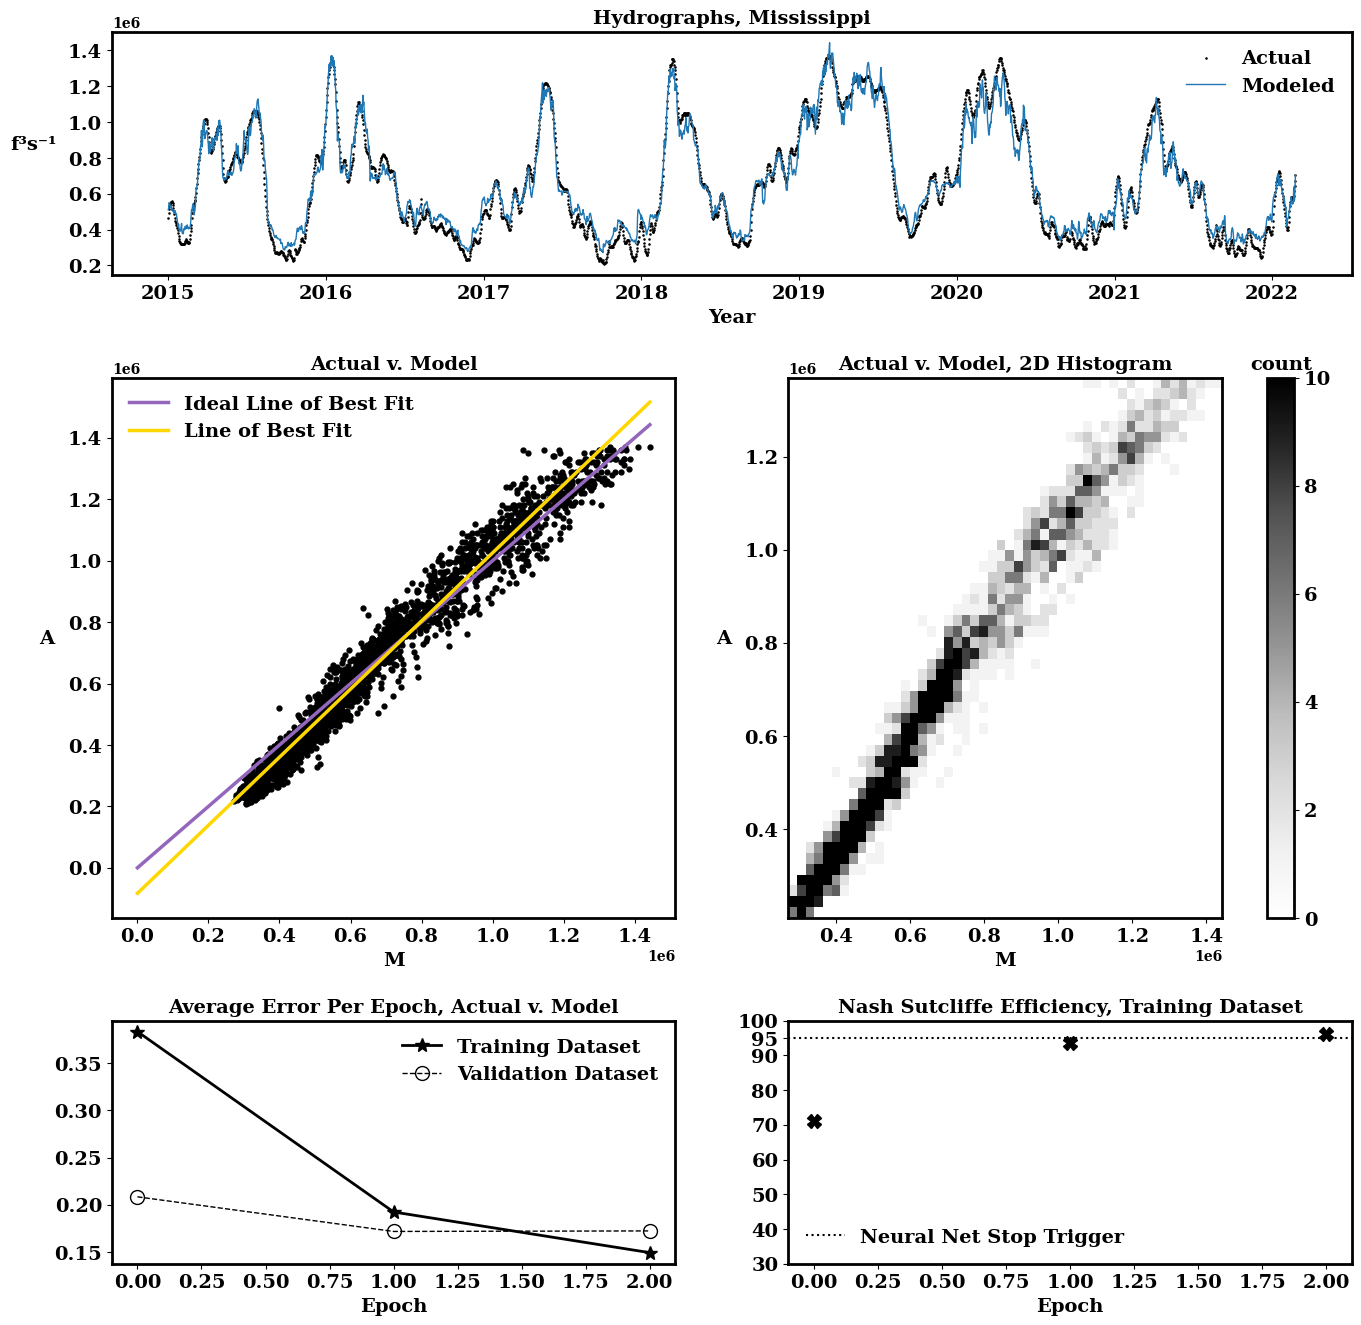 Hydrographs, Mississippi
1e6
1.4
1.2
1.0
0.8
0.6
0.4
0.2
f³s⁻¹
Actual
Modeled
2015 2016 2017 2018 2019 2020 2021 2022
Year
Actual v. Model
1e6
Ideal Line of Best Fit
Line of Best Fit
1.4
1.2
1.0
0.8
0.6
0.4
0.2
0.0
A
0.0 0.2 0.4 0.6 0.8 1.0 1.2 1.4
M
1e6
Actual v. Model, 2D Histogram
1e6
1.2
1.0
0.8
0.6
0.4
A
0.4 0.6 0.8 1.0 1.2 1.4
M
1e6
count
10
8
6
4
2
0
Average Error Per Epoch, Actual v. Model
Training Dataset
Validation Dataset
0.35
0.30
0.25
0.20
0.15
0.00 0.25 0.50 0.75 1.00 1.25 1.50 1.75 2.00
Epoch
Nash Sutcliffe Efficiency, Training Dataset
100
95
90
80
70
60
50
40
30
Neural Net Stop Trigger
0.00 0.25 0.50 0.75 1.00 1.25 1.50 1.75 2.00
Epoch